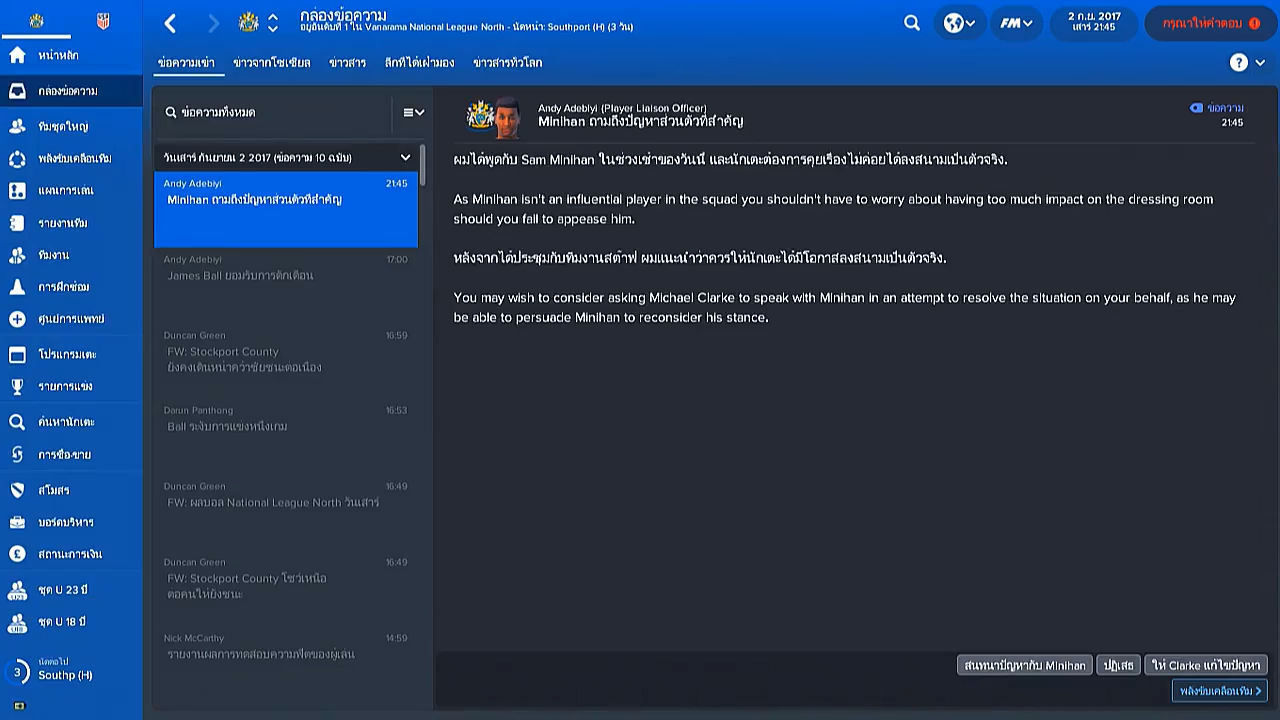 กล่องข้อความ
อยู่อันดับที่ 1 ใน Vanarama National League North - นัดหน้า: Southport (H) (3 วัน)
FM
2 ก.ย. 2017
เสาร์ 21:45
กรุณาให้คำตอบ
หน้าหลัก
กล่องข้อความ
ทีมชุดใหญ่
พลังขับเคลื่อนทีม
แผนการเล่น
รายงานทีม
ทีมงาน
การฝึกซ้อม
ศูนย์การแพทย์
โปรแกรมเตะ
รายการแข่ง
ค้นหานักเตะ
การซื้อ-ขาย
สโมสร
บอร์ดบริหาร
สถานะการเงิน
ชุด U 23 ปี
ชุด U 18 ปี
3
นัดต่อไป
Southp (H)
ข้อความเข้า
ข่าวจากโซเชียล
ข่าวสาร
ลีกที่ได้เฝ้ามอง
ข่าวสารทั่วโลก
?
ข้อความทั้งหมด
วันเสาร์ กันยายน 2 2017 (ข้อความ 10 ฉบับ)
Andy Adebiyi 21:45
Minihan ถามถึงปัญหาส่วนตัวที่สำคัญ
Andy Adebiyi 17:00
James Ball ยอมรับการตักเตือน
Duncan Green 16:59
FW: Stockport County
ยังคงเดินหน้าคว้าชัยชนะต่อเนื่อง
Darun Panthong 16:53
Ball ระงับการแข่งหนึ่งเกม
Duncan Green 16:49
FW: ผลบอล National League North วันเสาร์
Duncan Green 16:49
FW: Stockport County โชว์เหนือ
ต่อคนให้ยังชนะ
Nick McCarthy 14:59
รายงานผลการทดสอบความฟิตของผู้เล่น
Andy Adebiyi (Player Liaison Officer)
Minihan ถามถึงปัญหาส่วนตัวที่สำคัญ
ข้อความ
21:45
ผมได้พูดกับ Sam Minihan ในช่วงเช้าของวันนี้ และนักเตะต้องการคุยเรื่องไม่ค่อยได้ลงสนามเป็นตัวจริง.
As Minihan isn't an influential player in the squad you shouldn't have to worry about having too much impact on the dressing room
should you fail to appease him.
หลังจากได้ประชุมกับทีมงานสต๊าฟ ผมแนะนำว่าควรให้นักเตะได้มีโอกาสลงสนามเป็นตัวจริง.
You may wish to consider asking Michael Clarke to speak with Minihan in an attempt to resolve the situation on your behalf, as he may
be able to persuade Minihan to reconsider his stance.
สนทนาปัญหากับ Minihan
ปฏิเสธ
ให้ Clarke แก้ไขปัญหา
พลังขับเคลื่อนทีม